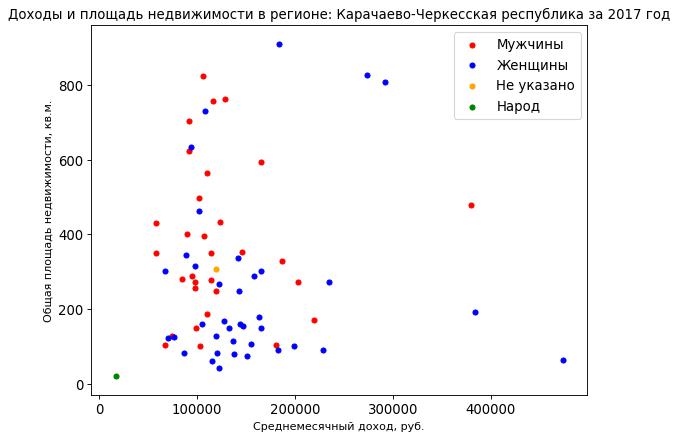 Доходы и площадь недвижимости в регионе: Карачаево-Черкесская республика за 2017 год
Мужчины
Женщины
Не указано
Народ
Общая площадь недвижимости, кв.м.
800
600
400
200
0
0 100000 200000 300000 400000
Среднемесячный доход, руб.